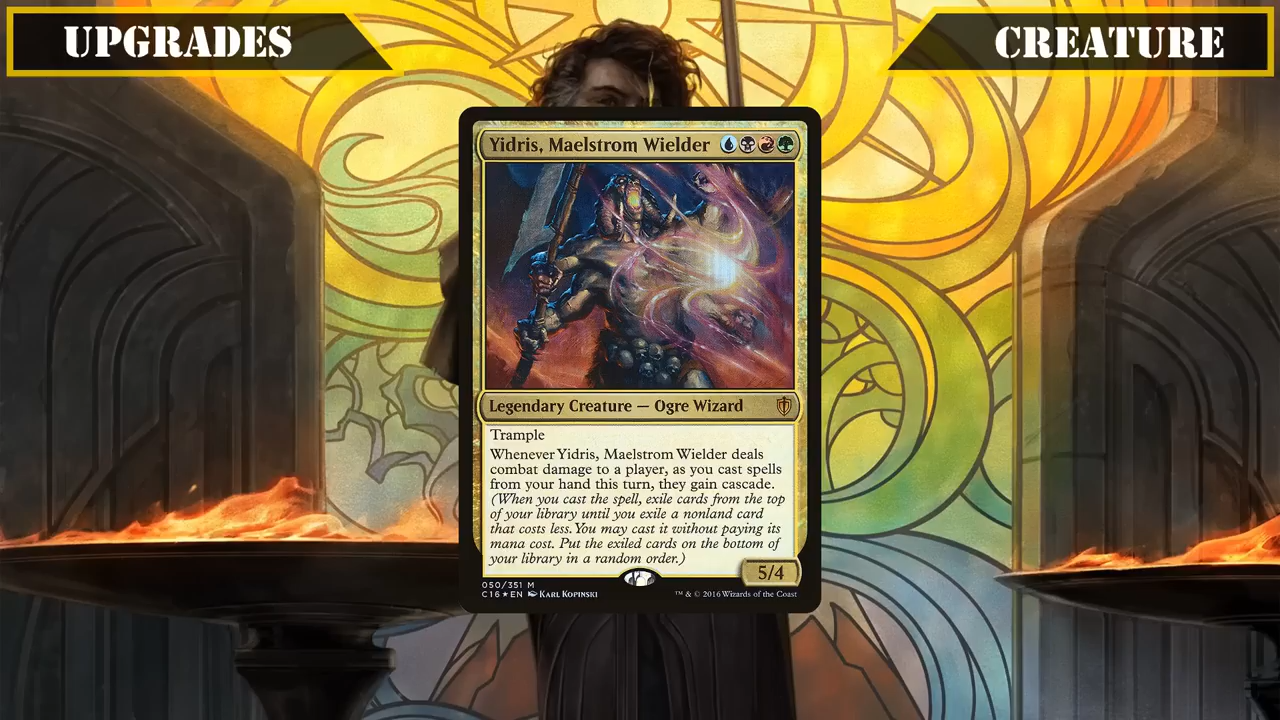 UPGRADES
CREATURE
Yidris, Maelstrom Wielder
Legendary Creature — Ogre Wizard
Trample
Whenever Yidris, Maelstrom Wielder deals
combat damage to a player, as you cast spells
from your hand this turn, they gain cascade.
(When you cast the spell, exile cards from the top
of your library until you exile a nonland card
that costs less. You may cast it without paying its
mana cost. Put the exiled cards on the bottom of
your library in a random order.)
5/4
050/351 M
C16★EN Karl Kopinski
™ & © 2016 Wizards of the Coast